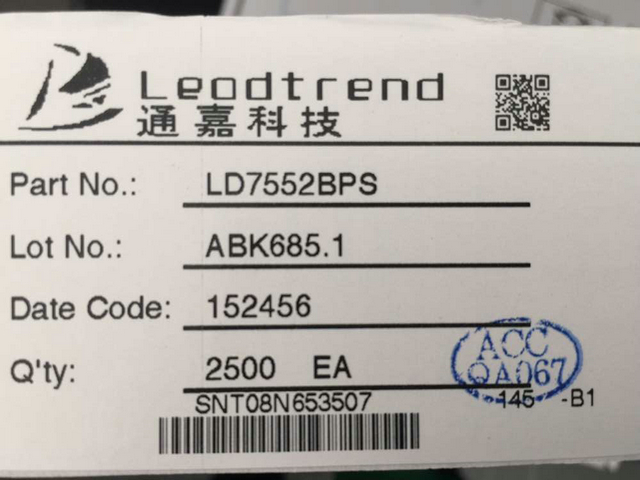 Leadtrend
通嘉科技
Part No.: LD7552BPS
Lot No.: ABK685.1
Date Code: 152456
Q'ty: 2500 EA
ACC
QA067
SNT08N653507 145 -B1